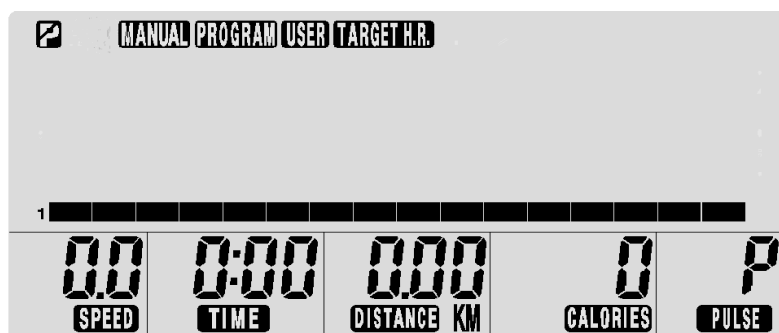 P MANUAL PROGRAM USER TARGET H.R.
1
0.0 0:00 0.00 0 P
SPEED TIME DISTANCE KM CALORIES PULSE